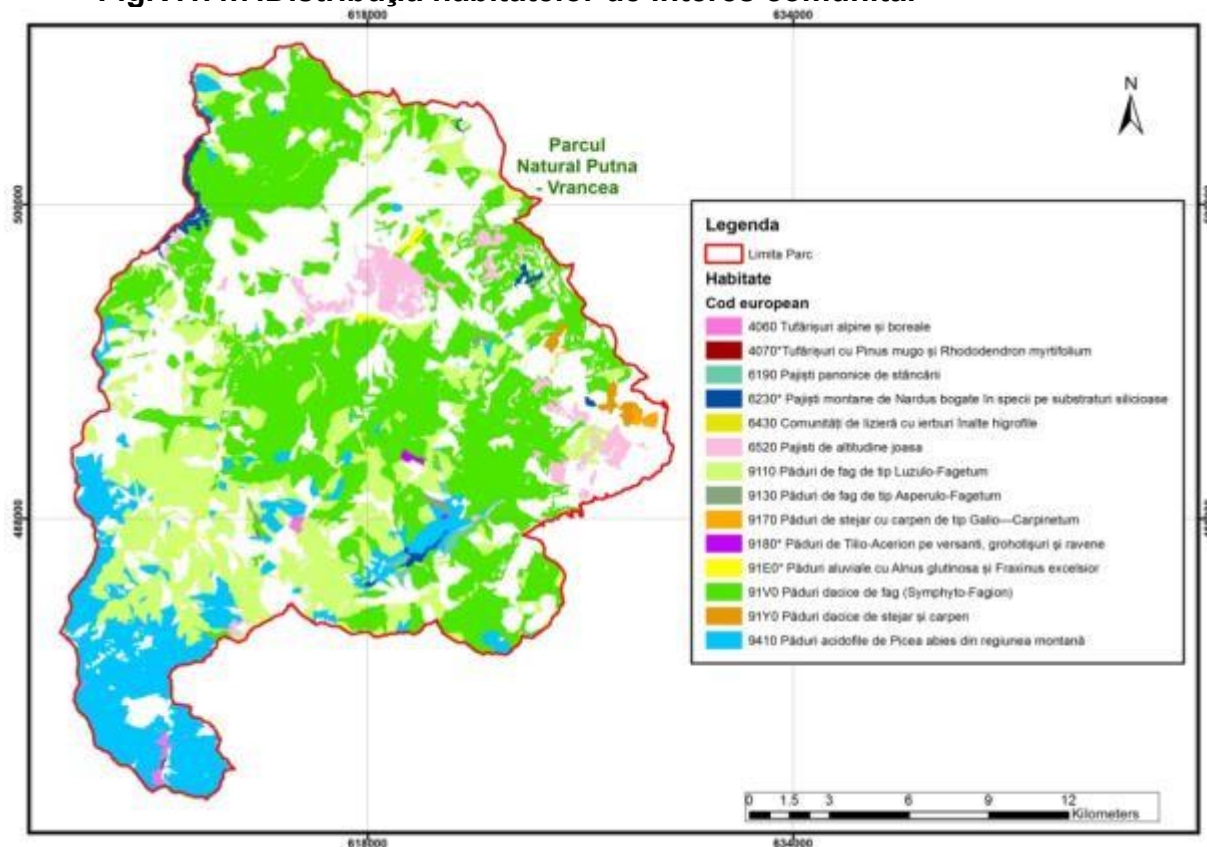 618000
634000
N
Parcul
Natural Putna
- Vrancea
500000
Legenda
Limita Parc
Habitate
Cod european
4060 Tufărișuri alpine și boreale
4070*Tufărișuri cu Pinus mugo și Rhododendron myrtifolium
6190 Pajiști panonice de stâncării
6230* Pajiști montane de Nardus bogate în specii pe substraturi silicioase
6430 Comunități de lizieră cu ierburi înalte higrofile
6520 Pajisti de altitudine joasa
9110 Păduri de fag de tip Luzulo-Fagetum
9130 Păduri de fag de tip Asperulo-Fagetum
9170 Păduri de stejar cu carpen de tip Galio—Carpinetum
9180* Păduri de Tilio-Acerion pe versanti, grohotișuri și ravene
91E0* Păduri aluviale cu Alnus glutinosa și Fraxinus excelsior
91V0 Păduri dacice de fag (Symphyto-Fagion)
91Y0 Păduri dacice de stejar și carpen
9410 Păduri acidofile de Picea abies din regiunea montană
488000
0 1.5 3 6 9 12
Kilometers
618000
634000